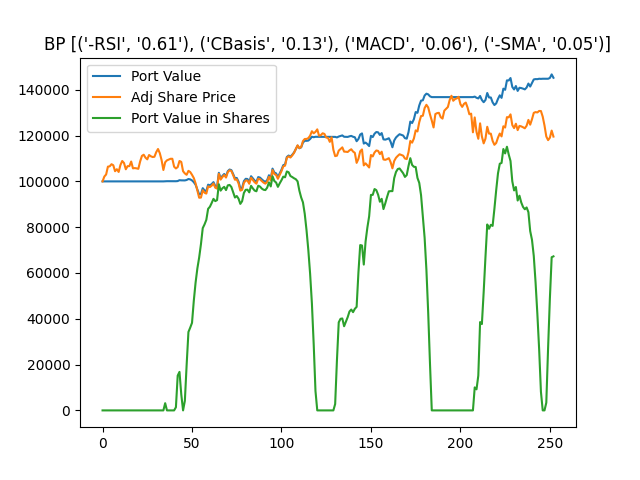 BP [('-RSI', '0.61'), ('CBasis', '0.13'), ('MACD', '0.06'), ('-SMA', '0.05')]
Port Value
Adj Share Price
Port Value in Shares
140000
120000
100000
80000
60000
40000
20000
0
0 50 100 150 200 250